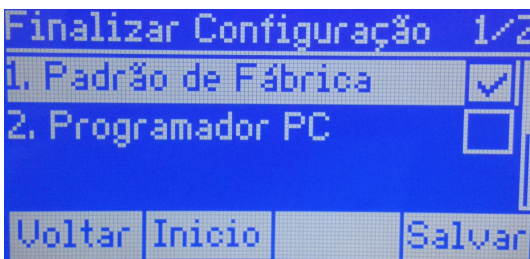 Finalizar Configuração 1/2
1. Padrão de Fábrica
2. Programador PC
Voltar Inicio Salvar